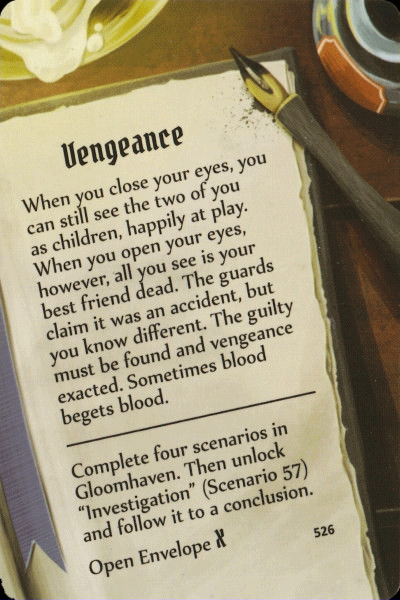 Vengeance
When you close your eyes, you
can still see the two of you
as children, happily at play.
When you open your eyes,
however, all you see is your
best friend dead. The guards
claim it was an accident, but
you know different. The guilty
must be found and vengeance
exacted. Sometimes blood
begets blood.
Complete four scenarios in
Gloomhaven. Then unlock
“Investigation” (Scenario 57)
and follow it to a conclusion.
Open Envelope X
526